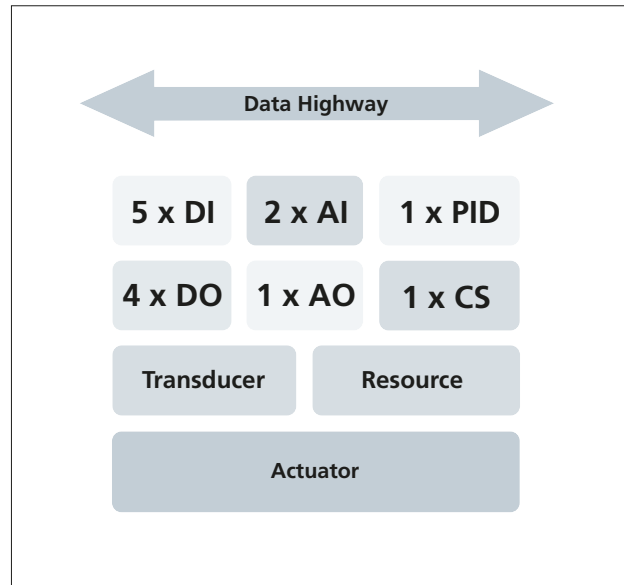 Data Highway
5 x DI
2 x AI
1 x PID
4 x DO
1 x AO
1 x CS
Transducer
Resource
Actuator